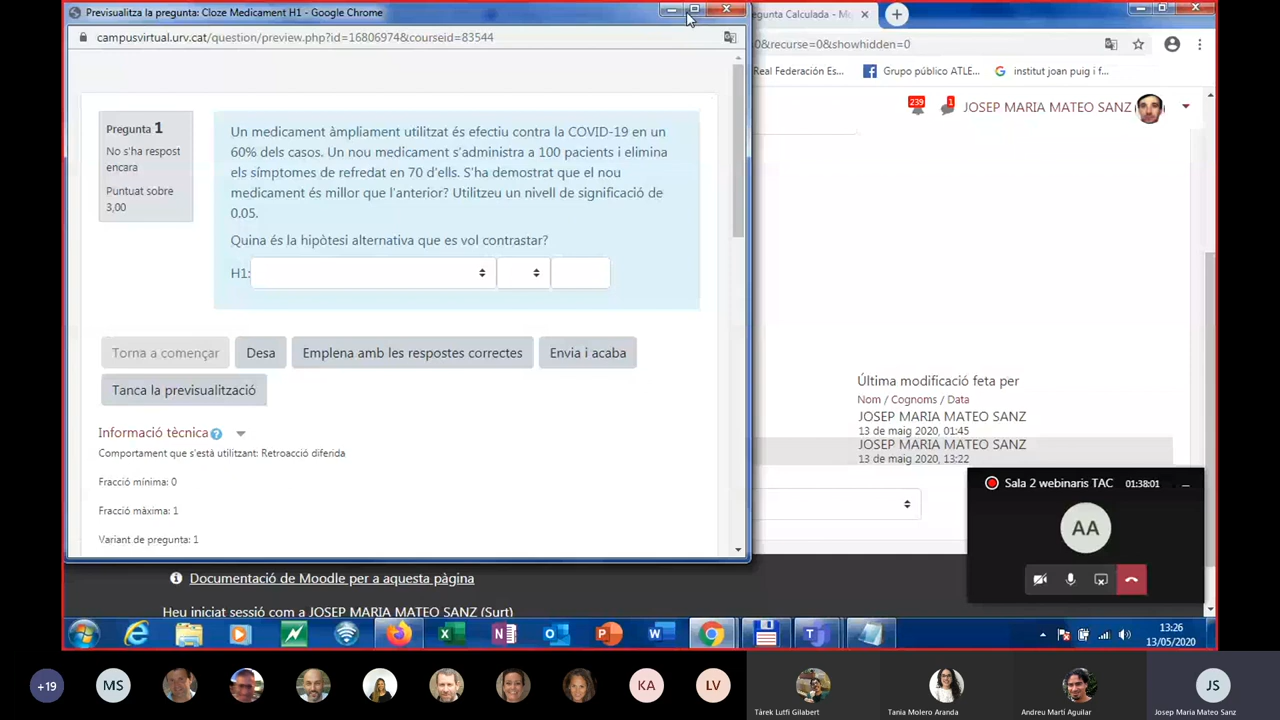 Previsualitza la pregunta: Cloze Medicament H1 - Google Chrome
egunta Calculada - Mo
campusvirtual.urv.cat/question/preview.php?id=16806974&courseid=83544
0&recurse=0&showhidden=0
Real Federación Es...
Grupo público ATLE...
institut joan puig i f...
239
1
JOSEP MARIA MATEO SANZ
Pregunta 1
No s'ha respost
encara
Puntuat sobre
3,00
Un medicament àmpliament utilitzat és efectiu contra la COVID-19 en un
60% dels casos. Un nou medicament s'administra a 100 pacients i elimina
els símptomes de refredat en 70 d'ells. S'ha demostrat que el nou
medicament és millor que l'anterior? Utilitzeu un nivell de significació de
0.05.
Quina és la hipòtesi alternativa que es vol contrastar?
H1:
Torna a començar
Desa
Emplena amb les respostes correctes
Envia i acaba
Tanca la previsualització
Informació tècnica
Comportament que s'està utilitzant: Retroacció diferida
Fracció mínima: 0
Fracció màxima: 1
Variant de pregunta: 1
Última modificació feta per
Nom / Cognoms / Data
JOSEP MARIA MATEO SANZ
13 de maig 2020, 01:45
JOSEP MARIA MATEO SANZ
13 de maig 2020, 13:22
Sala 2 webinaris TAC
01:38:01
AA
Documentació de Moodle per a aquesta pàgina
Heu iniciat sessió com a JOSEP MARIA MATEO SANZ (Surt)
13:26
13/05/2020
+19
MS
KA
LV
JS
Tàrek Lutfi Gilabert
Tania Molero Aranda
Andreu Martí Aguilar
Josep Maria Mateo Sanz